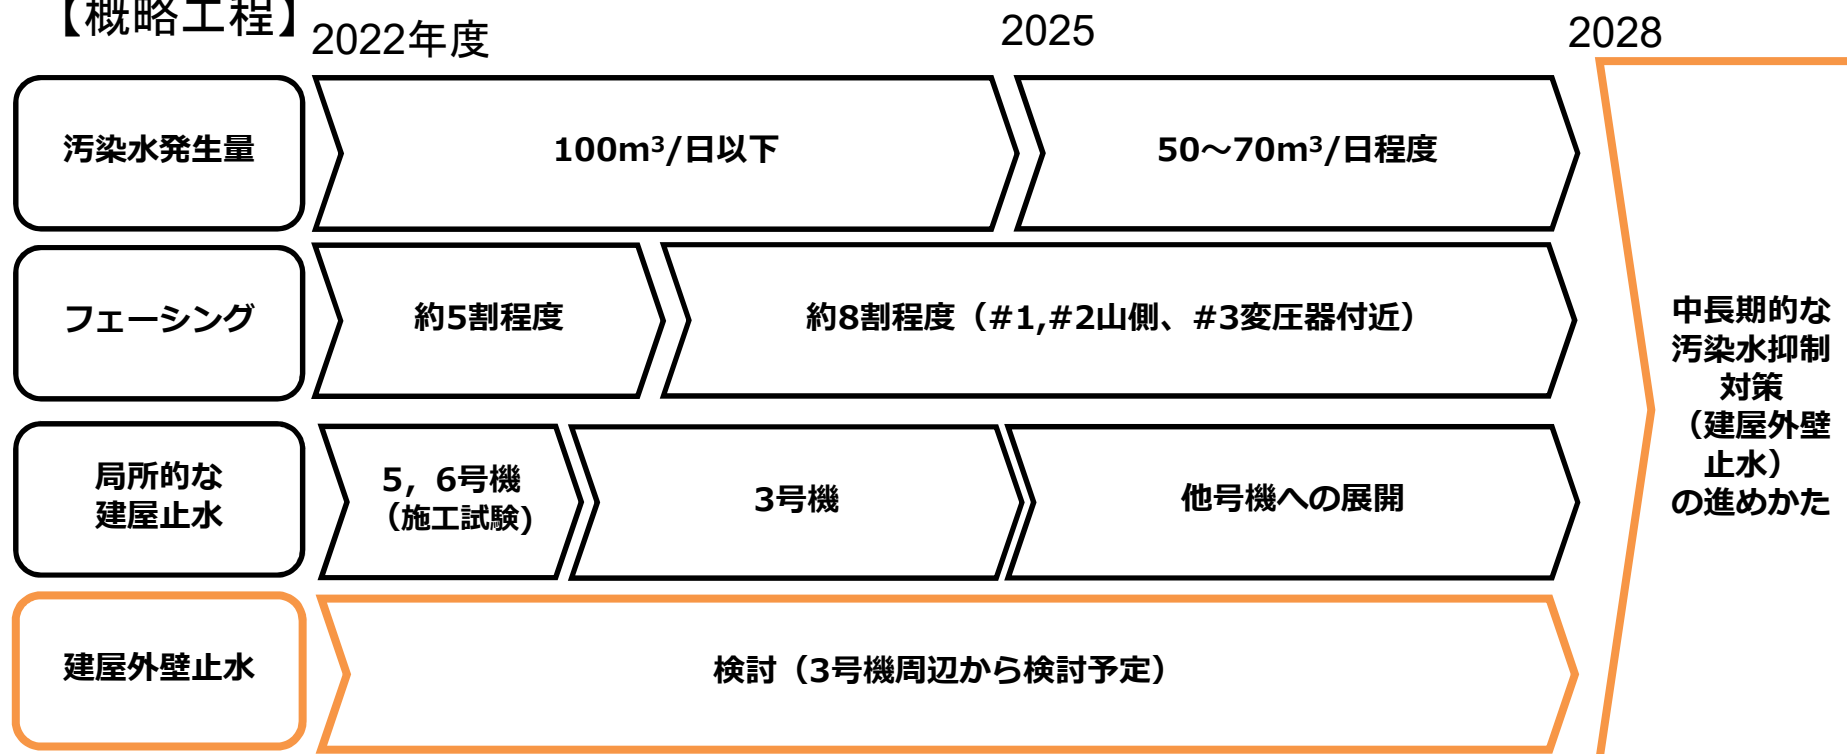 【概略工程】
2022年度
2025
2028
汚染水発生量
100m³/日以下
50～70m³/日程度
フェーシング
約5割程度
約8割程度（#1,#2山側、#3変圧器付近）
局所的な
建屋止水
5，6号機
（施工試験)
3号機
他号機への展開
建屋外壁止水
検討（3号機周辺から検討予定）
中長期的な
汚染水抑制
対策
（建屋外壁
止水）
の進めかた